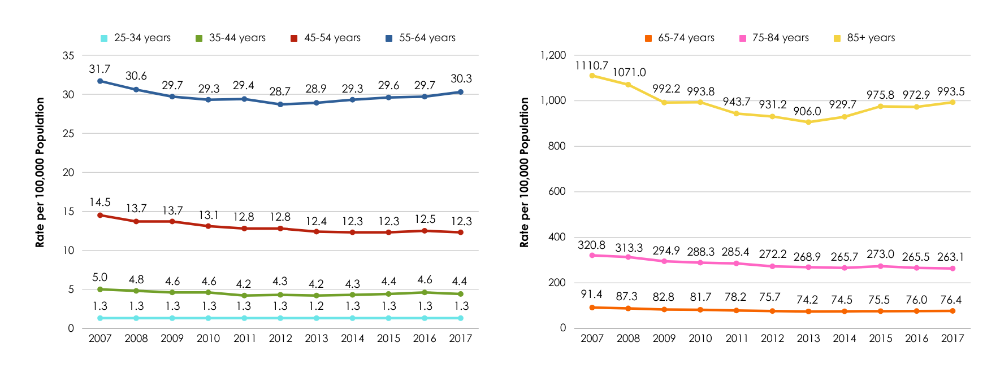 25-34 years 35-44 years 45-54 years 55-64 years
Rate per 100,000 Population
35
30
25
20
15
10
5
0
31.7 30.6 29.7 29.3 29.4 28.7 28.9 29.3 29.6 29.7 30.3
14.5 13.7 13.7 13.1 12.8 12.8 12.4 12.3 12.3 12.5 12.3
5.0 4.8 4.6 4.6 4.2 4.3 4.2 4.3 4.4 4.6 4.4
1.3 1.3 1.3 1.3 1.3 1.3 1.2 1.3 1.3 1.3 1.3
2007 2008 2009 2010 2011 2012 2013 2014 2015 2016 2017
65-74 years 75-84 years 85+ years
Rate per 100,000 Population
1,200
1,000
800
600
400
200
0
1110.7 1071.0 992.2 993.8 943.7 931.2 906.0 929.7 975.8 972.9 993.5
320.8 313.3 294.9 288.3 285.4 272.2 268.9 265.7 273.0 265.5 263.1
91.4 87.3 82.8 81.7 78.2 75.7 74.2 74.5 75.5 76.0 76.4
2007 2008 2009 2010 2011 2012 2013 2014 2015 2016 2017